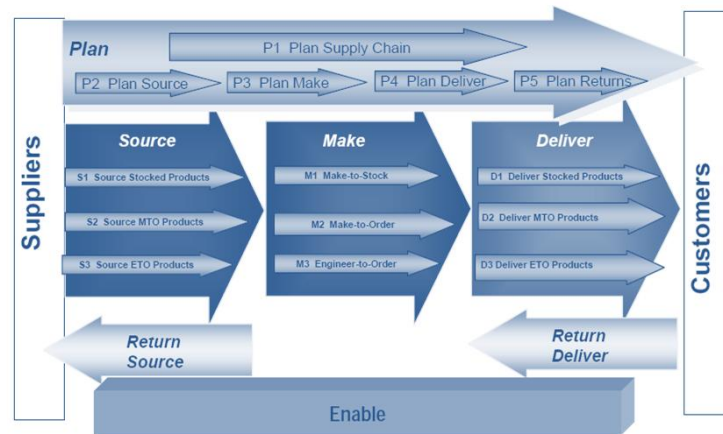 Plan
P1 Plan Supply Chain
P2 Plan Source
P3 Plan Make
P4 Plan Deliver
P5 Plan Returns
Suppliers
Source
S1 Source Stocked Products
S2 Source MTO Products
S3 Source ETO Products
Make
M1 Make-to-Stock
M2 Make-to-Order
M3 Engineer-to-Order
Deliver
D1 Deliver Stocked Products
D2 Deliver MTO Products
D3 Deliver ETO Products
Customers
Return
Source
Return
Deliver
Enable